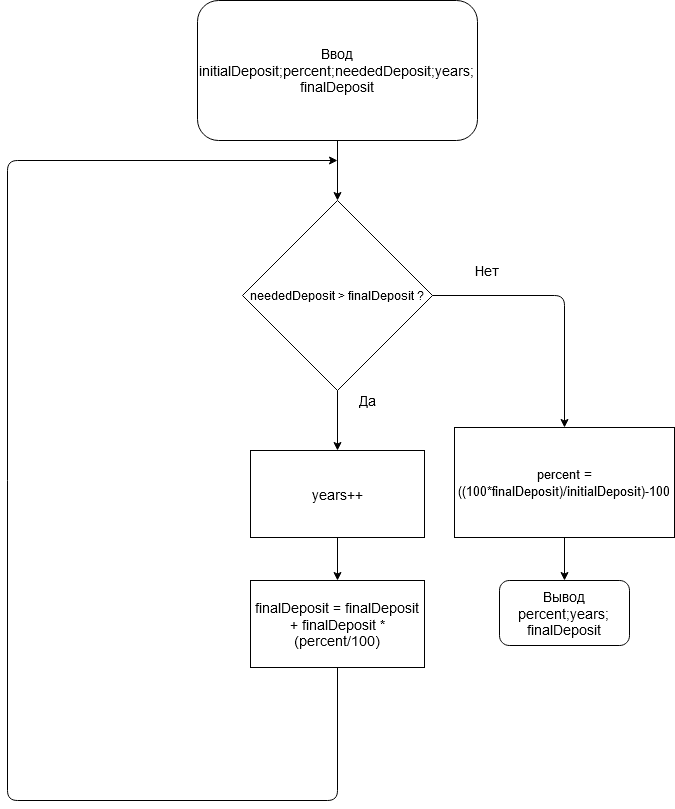 Ввод
initialDeposit;percent;neededDeposit;years;
finalDeposit
neededDeposit > finalDeposit ?
Нет
Да
years++
percent =
((100*finalDeposit)/initialDeposit)-100
finalDeposit = finalDeposit
+ finalDeposit *
(percent/100)
Вывод
percent;years;
finalDeposit